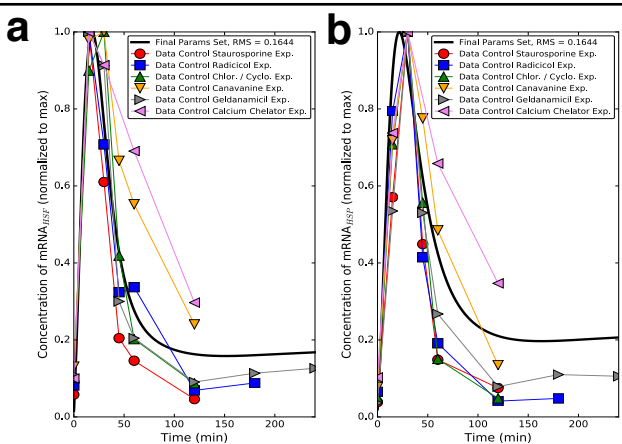 a
b
Final Params Set, RMS = 0.1644
Data Control Staurosporine Exp.
Data Control Radicicol Exp.
Data Control Chlor. / Cyclo. Exp.
Data Control Canavanine Exp.
Data Control Geldanamicil Exp.
Data Control Calcium Chelator Exp.
Concentration of mRNA_HSF (normalized to max)
1.0
0.8
0.6
0.4
0.2
0.0
0
50
100
150
200
Time (min)
Final Params Set, RMS = 0.1644
Data Control Staurosporine Exp.
Data Control Radicicol Exp.
Data Control Chlor. / Cyclo. Exp.
Data Control Canavanine Exp.
Data Control Geldanamicil Exp.
Data Control Calcium Chelator Exp.
Concentration of mRNA_HSP (normalized to max)
1.0
0.8
0.6
0.4
0.2
0.0
0
50
100
150
200
Time (min)